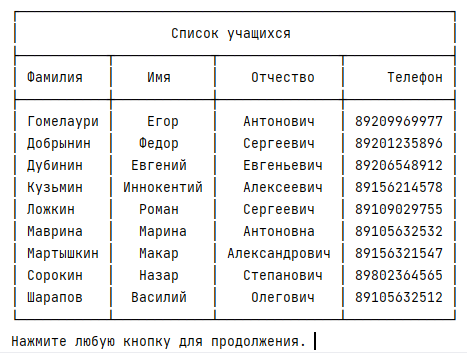 Список учащихся
Фамилия Имя Отчество Телефон
Гомелаури Егор Антонович 89209969977
Добрынин Федор Сергеевич 89201235896
Дубинин Евгений Евгеньевич 89206548912
Кузьмин Иннокентий Алексеевич 89156214578
Ложкин Роман Сергеевич 89109029755
Маврина Марина Антоновна 89105632532
Мартышкин Макар Александрович 89156321547
Сорокин Назар Степанович 89802364565
Шарапов Василий Олегович 89105632512
Нажмите любую кнопку для продолжения.